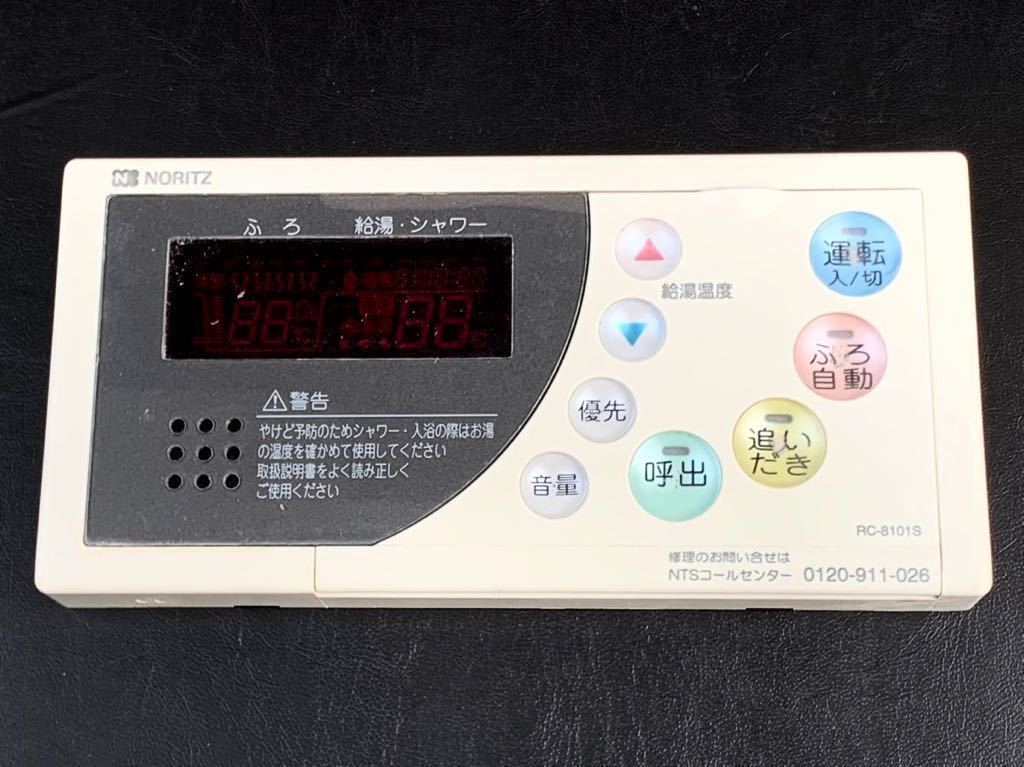 NORITZ
ふろ
給湯・シャワー
給湯温度
運転
入/切
ふろ
自動
優先
追い
だき
呼出
音量
警告
やけど予防のためシャワー・入浴の際はお湯
の温度を確かめて使用してください
取扱説明書をよく読み正しく
ご使用ください
RC-8101S
修理のお問い合せは
NTSコールセンター 0120-911-026